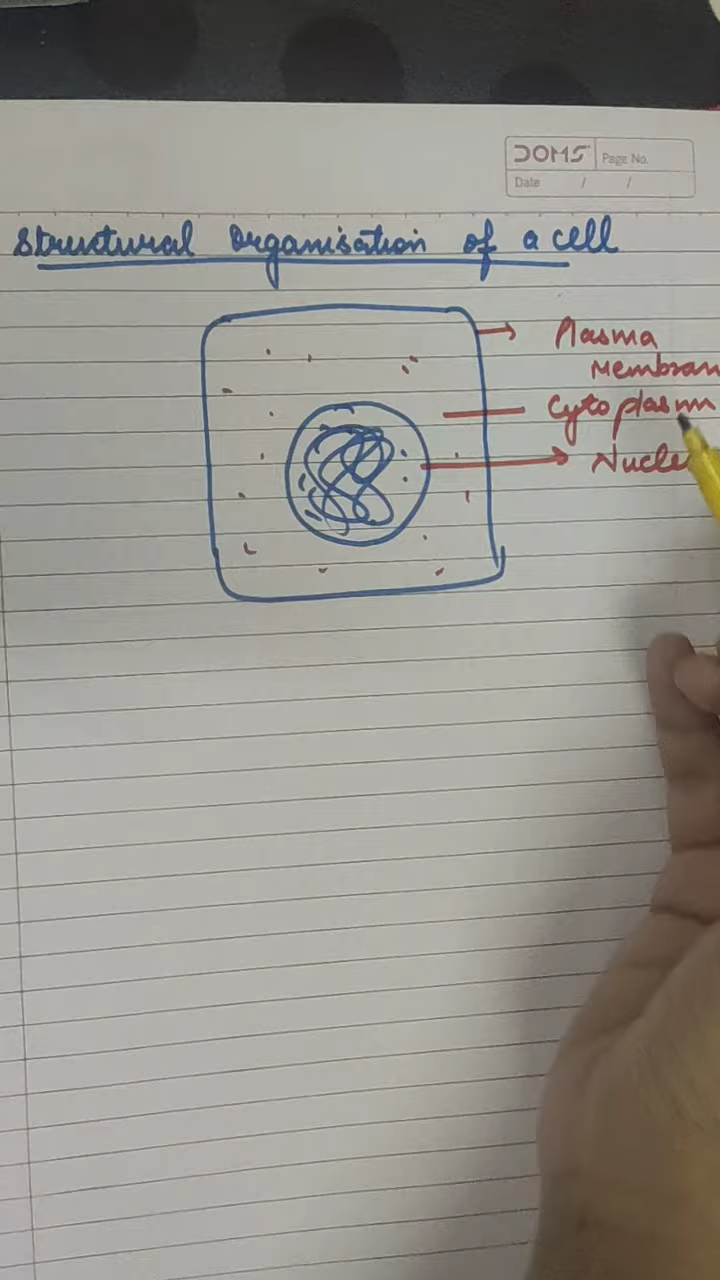 DOMS
Page No.
Date / /
Structural Organisation of a cell
Plasma
Membran
Cytoplasm
Nucle